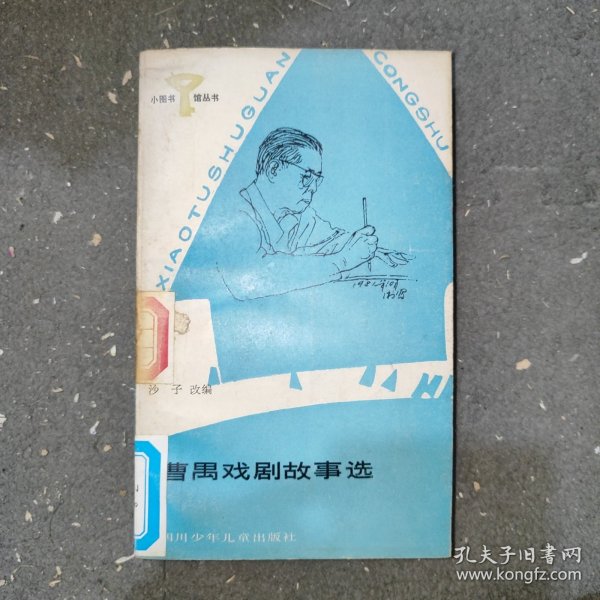 小图书 馆丛书
XIAOTUSHUGUAN
CONGSHU
沙 子 改编
曹禺戏剧故事选
四川少年儿童出版社
孔夫子旧书网
www.kongfz.com